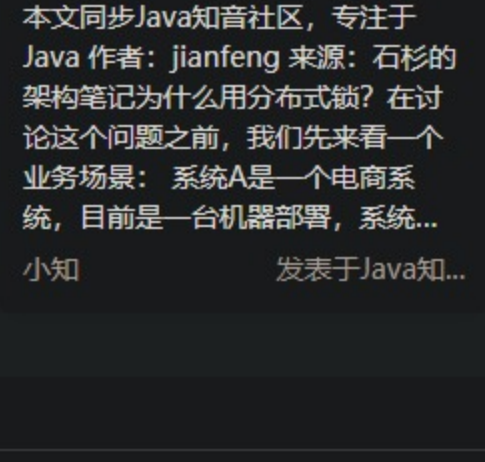 本文同步Java知音社区，专注于
Java 作者：jianfeng 来源：石杉的
架构笔记为什么用分布式锁？在讨
论这个问题之前，我们先来看一个
业务场景： 系统A是一个电商系
统，目前是一台机器部署，系统...
小知
发表于Java知...